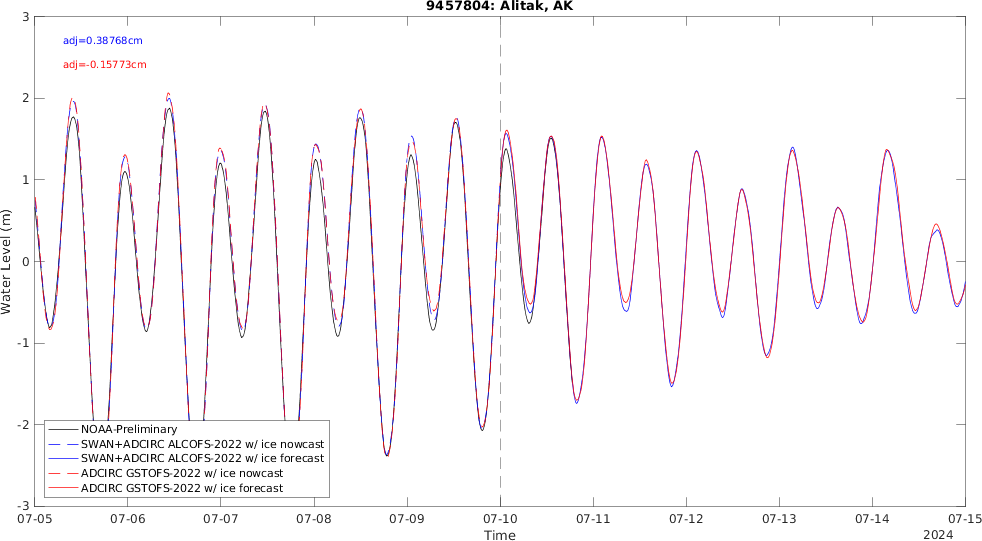 9457804: Alitak, AK
adj=0.38768cm
adj=-0.15773cm
3
2
1
0
-1
-2
-3
Water Level (m)
NOAA-Preliminary
SWAN+ADCIRC ALCOFS-2022 w/ ice nowcast
SWAN+ADCIRC ALCOFS-2022 w/ ice forecast
ADCIRC GSTOFS-2022 w/ ice nowcast
ADCIRC GSTOFS-2022 w/ ice forecast
07-05 07-06 07-07 07-08 07-09 07-10 07-11 07-12 07-13 07-14 07-15
Time
2024